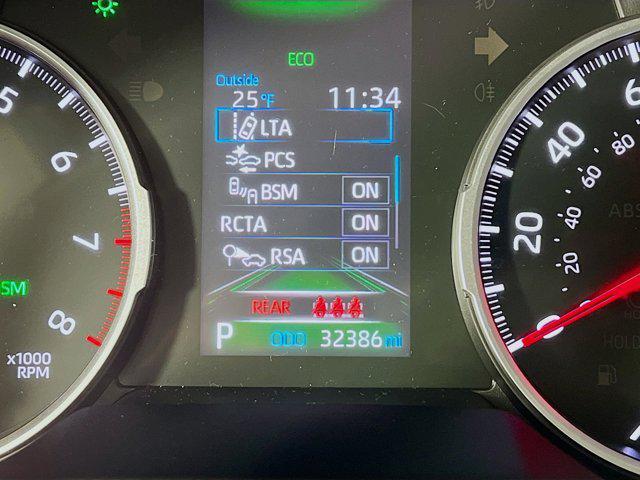 ECO
Outside
25 °F 11:34
LTA
PCS
BSM ON
RCTA ON
RSA ON
REAR
P ODO 32386 mi
5
6
7
8
x1000
RPM
SM
0
20
40
20
40
60
80
ABS
HOLD